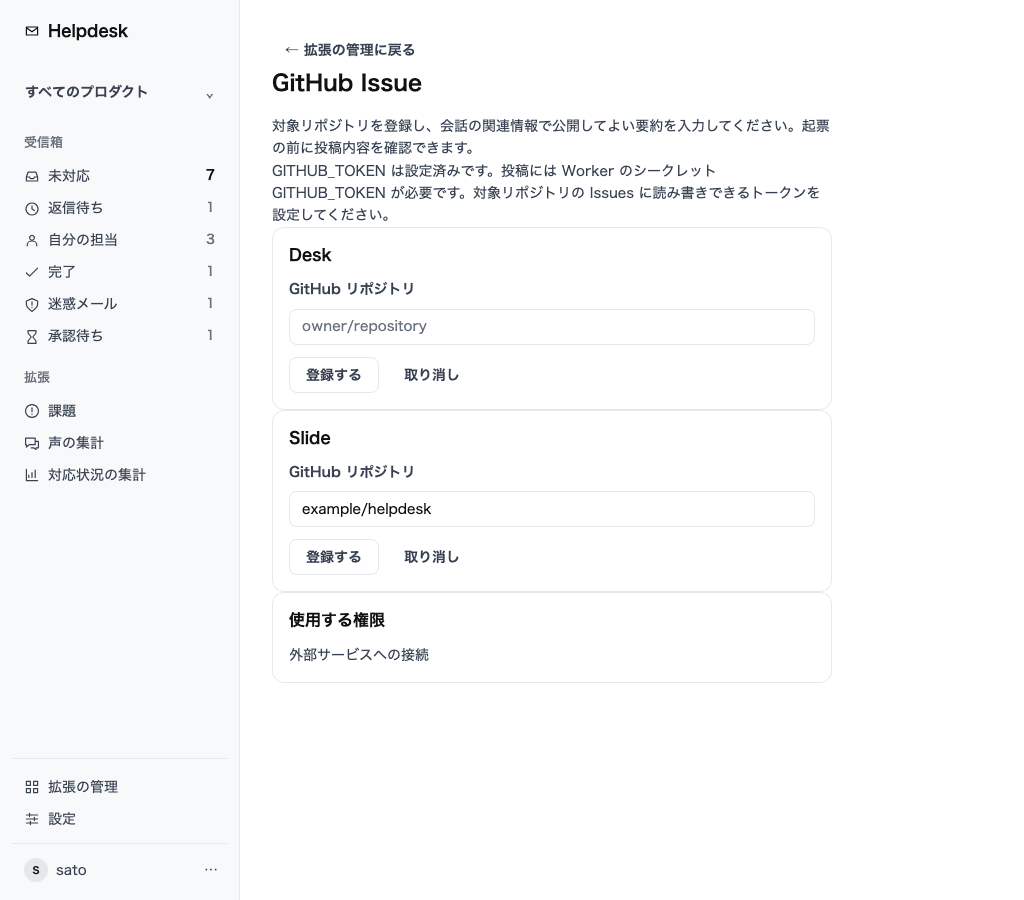 Helpdesk
すべてのプロダクト
受信箱
未対応 7
返信待ち 1
自分の担当 3
完了 1
迷惑メール 1
承認待ち 1
拡張
課題
声の集計
対応状況の集計
拡張の管理
設定
S sato ...
← 拡張の管理に戻る
GitHub Issue
対象リポジトリを登録し、会話の関連情報で公開してよい要約を入力してください。起票
の前に投稿内容を確認できます。
GITHUB_TOKEN は設定済みです。投稿には Worker のシークレット
GITHUB_TOKEN が必要です。対象リポジトリの Issues に読み書きできるトークンを
設定してください。
Desk
GitHub リポジトリ
owner/repository
登録する 取り消し
Slide
GitHub リポジトリ
example/helpdesk
登録する 取り消し
使用する権限
外部サービスへの接続